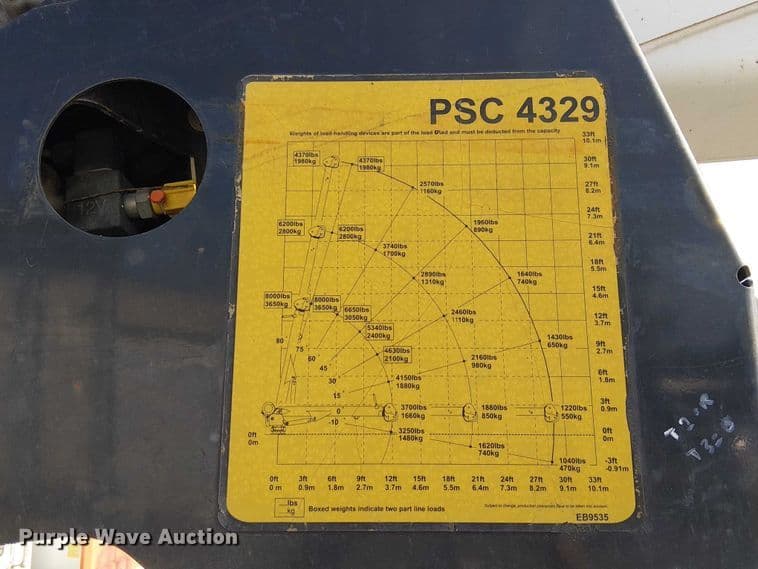 PSC 4329
Weights of load-handling devices are part of the load lifted and must be deducted from the capacity
33ft
10.1m
4370lbs
1980kg
4370lbs
1980kg
30ft
9.1m
2570lbs
1160kg
27ft
8.2m
6200lbs
2800kg
6200lbs
2800kg
1960lbs
890kg
24ft
7.3m
3740lbs
1700kg
21ft
6.4m
2890lbs
1310kg
1640lbs
740kg
18ft
5.5m
8000lbs
3650kg
8000lbs
3650kg
6650lbs
3050kg
2460lbs
1110kg
15ft
4.6m
5340lbs
2400kg
12ft
3.7m
80
75
60
45
30
15
0
-10
4630lbs
2100kg
1430lbs
650kg
9ft
2.7m
2160lbs
980kg
4150lbs
1880kg
6ft
1.8m
3700lbs
1660kg
1880lbs
850kg
1220lbs
550kg
3ft
0.9m
0ft
0m
3250lbs
1480kg
0ft
0m
1620lbs
740kg
1040lbs
470kg
-3ft
-0.91m
0ft 3ft 6ft 9ft 12ft 15ft 18ft 21ft 24ft 27ft 30ft 33ft
0 m 0.9m 1.8m 2.7m 3.7m 4.6m 5.5m 6.4m 7.3m 8.2m 9.1m 10.1m
lbs
kg
Boxed weights indicate two part line loads
EB9535
12V
Purple Wave Auction